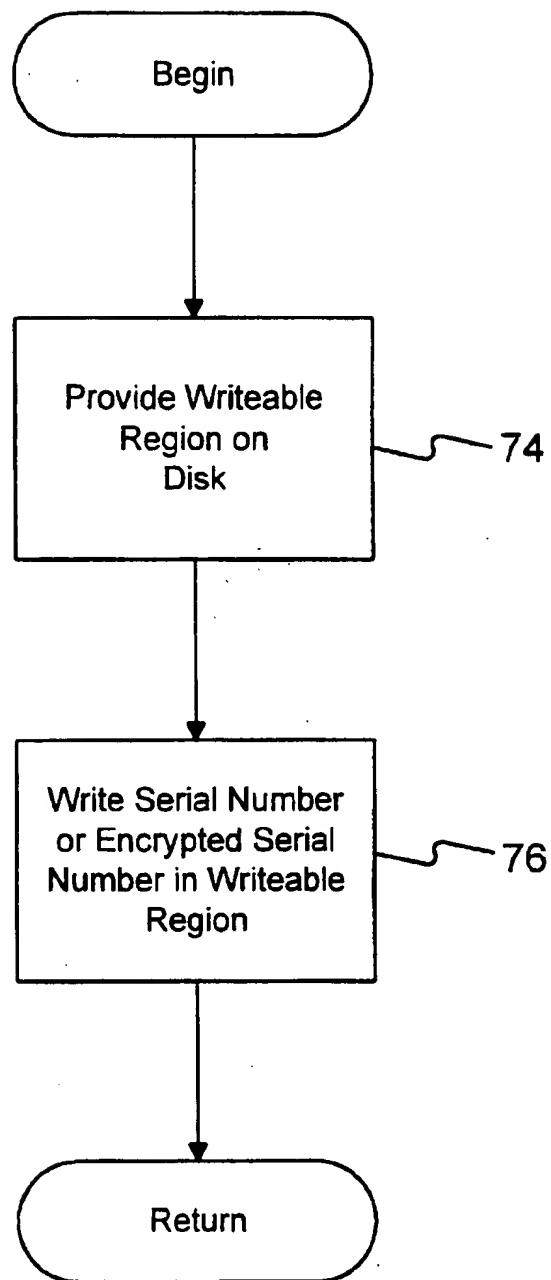 Begin
Provide Writeable
Region on
Disk
74
Write Serial Number
or Encrypted Serial
Number in Writeable
Region
76
Return